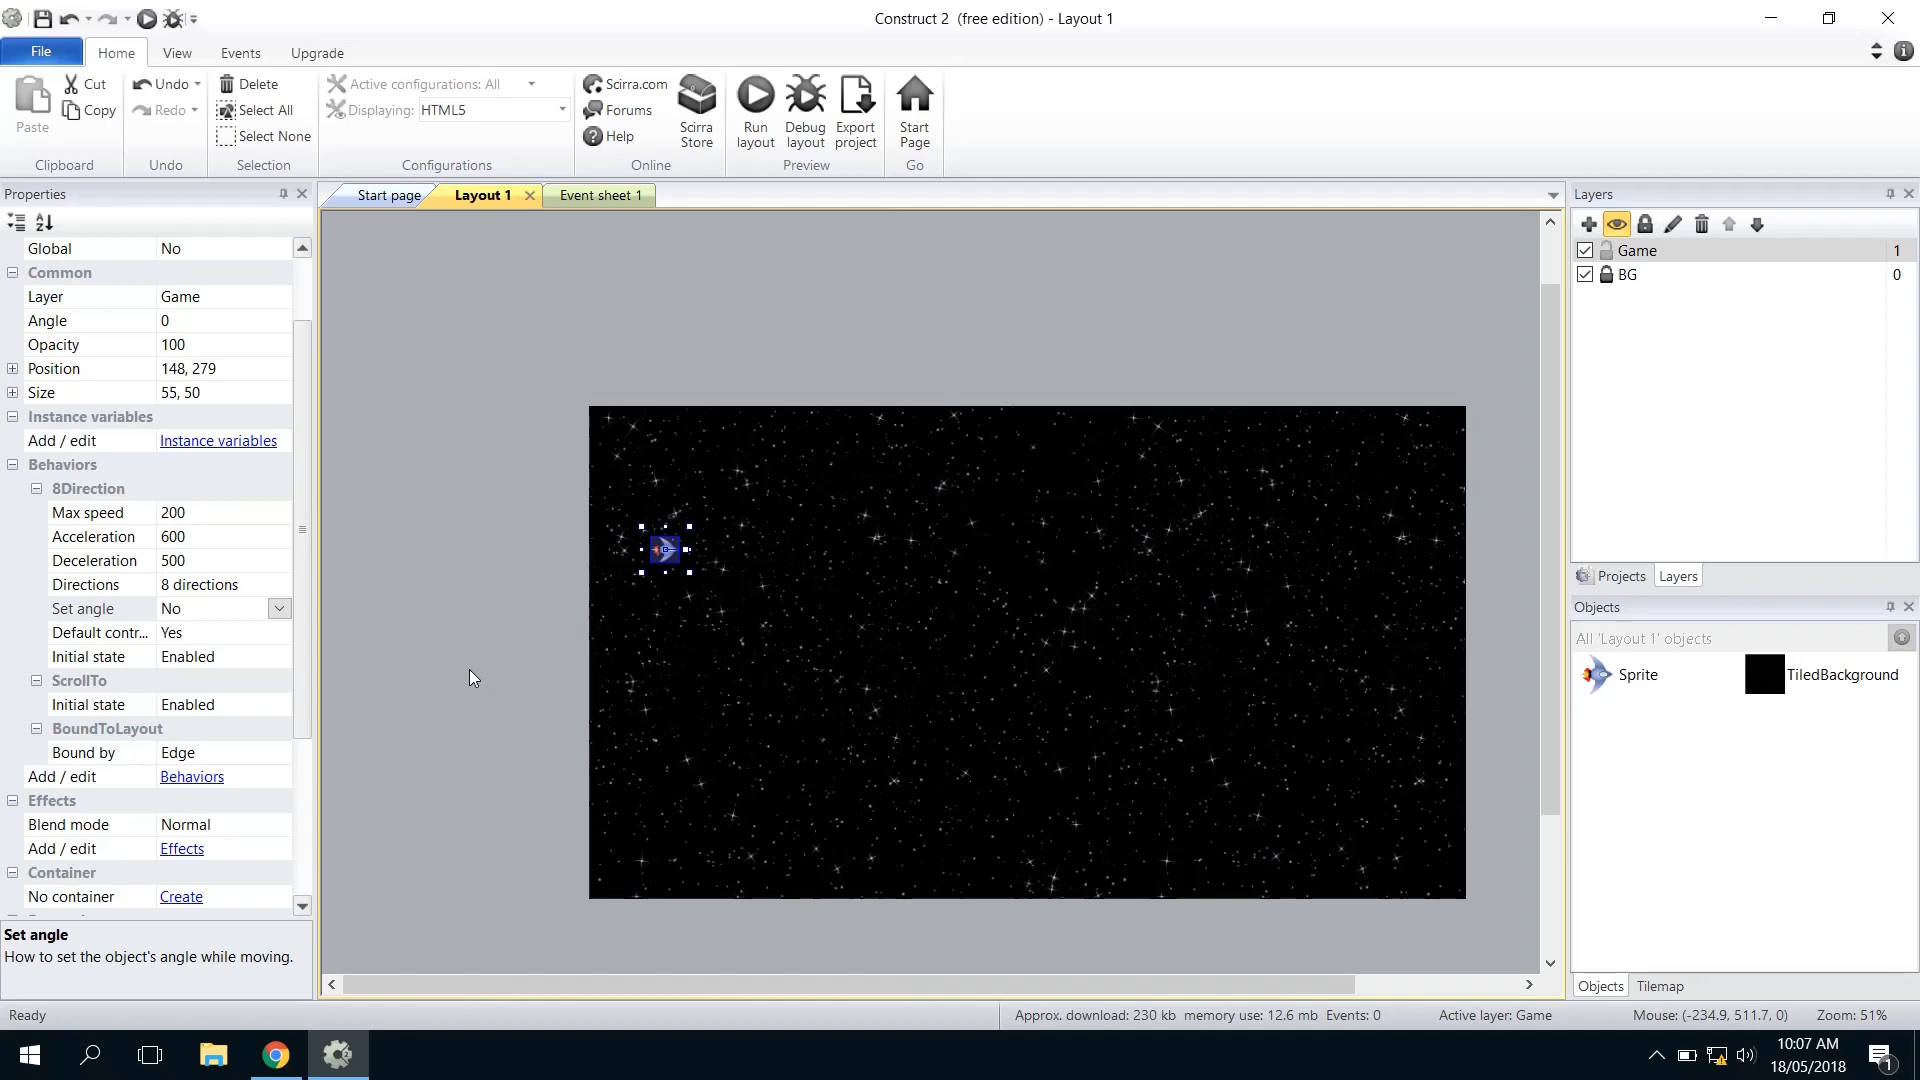 Construct 2 (free edition) - Layout 1
File
Home
View
Events
Upgrade
Paste
Cut
Copy
Clipboard
Undo
Redo
Undo
Delete
Select All
Select None
Selection
Active configurations: All
Displaying: HTML5
Configurations
Scirra.com
Forums
Help
Scirra Store
Online
Run layout
Debug layout
Export project
Preview
Start Page
Go
Properties
Start page
Layout 1
Event sheet 1
Global No
Common
Layer Game
Angle 0
Opacity 100
Position 148, 279
Size 55, 50
Instance variables
Add / edit Instance variables
Behaviors
8Direction
Max speed 200
Acceleration 600
Deceleration 500
Directions 8 directions
Set angle No
Default contr... Yes
Initial state Enabled
ScrollTo
Initial state Enabled
BoundToLayout
Bound by Edge
Add / edit Behaviors
Effects
Blend mode Normal
Add / edit Effects
Container
No container Create
Set angle
How to set the object's angle while moving.
Layers
Game 1
BG 0
Projects
Layers
Objects
All 'Layout 1' objects
Sprite
TiledBackground
Objects
Tilemap
Ready
Approx. download: 230 kb memory use: 12.6 mb Events: 0
Active layer: Game
Mouse: (-234.9, 511.7, 0)
Zoom: 51%
10:07 AM
18/05/2018
1